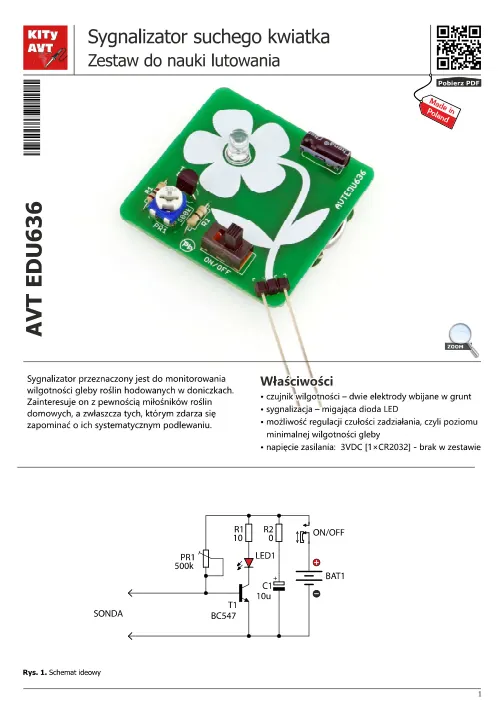 KITy
AVT
Sygnalizator suchego kwiatka
Zestaw do nauki lutowania
Pobierz PDF
Made in
Poland
AVT EDU636
AVTEDU636
R1
PR1
500k
R1
ON/OFF
ZOOM
Sygnalizator przeznaczony jest do monitorowania
wilgotności gleby roślin hodowanych w doniczkach.
Zainteresuje on z pewnością miłośników roślin
domowych, a zwłaszcza tych, którym zdarza się
zapominać o ich systematycznym podlewaniu.
Właściwości
• czujnik wilgotności – dwie elektrody wbijane w grunt
• sygnalizacja – migająca dioda LED
• możliwość regulacji czułości zadziałania, czyli poziomu
minimalnej wilgotności gleby
• napięcie zasilania: 3VDC [1×CR2032] - brak w zestawie
R1
10
R2
0
ON/OFF
PR1
500k
LED1
+
BAT1
C1
10u
T1
BC547
SONDA
Rys. 1. Schemat ideowy
1